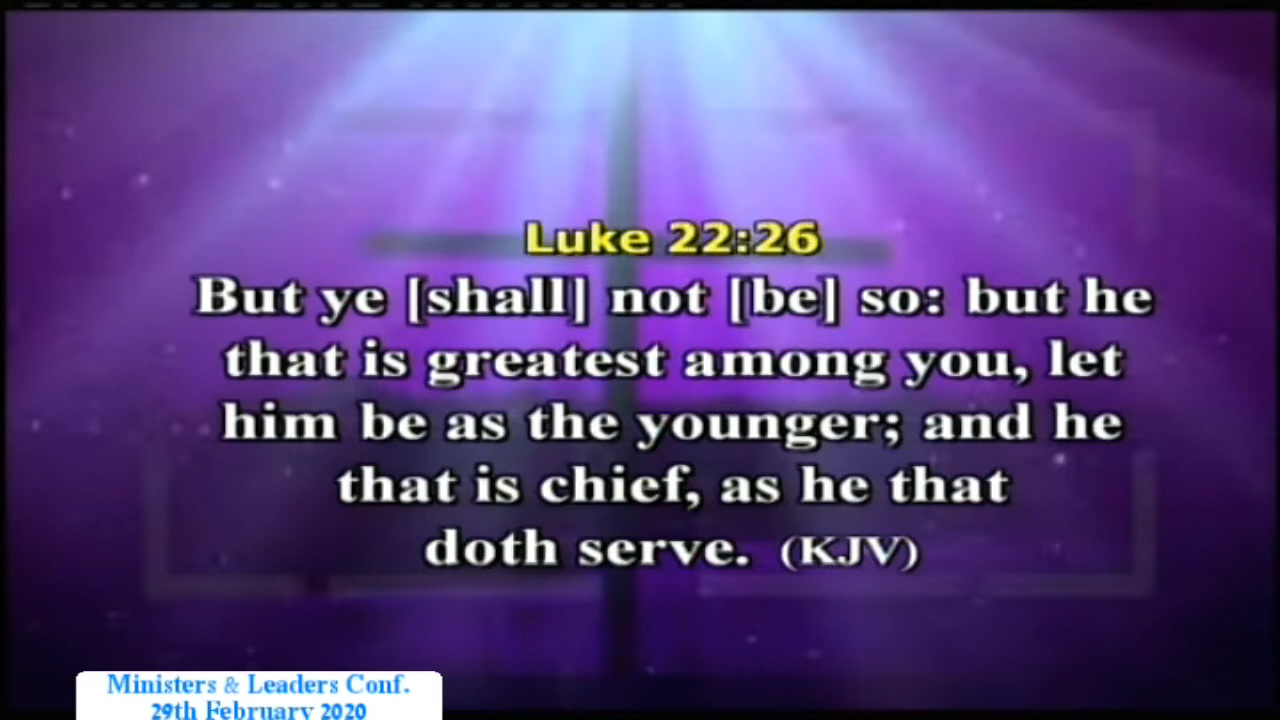 Luke 22:26
But ye [shall] not [be] so: but he
that is greatest among you, let
him be as the younger; and he
that is chief, as he that
doth serve. (KJV)
Ministers & Leaders Conf.
29th February 2020